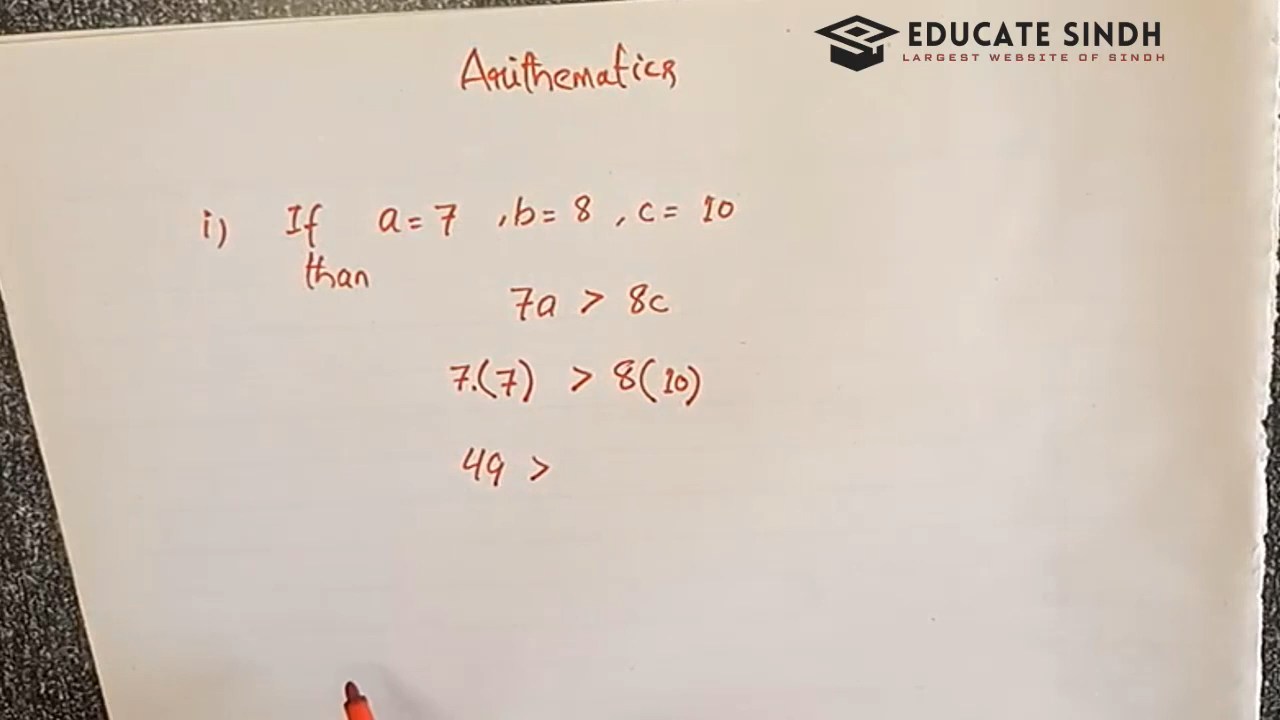 EDUCATE SINDH
LARGEST WEBSITE OF SINDH
Arithematics
i) If a = 7 , b = 8 , c = 10
than
7a > 8c
7.(7) > 8(10)
49 >